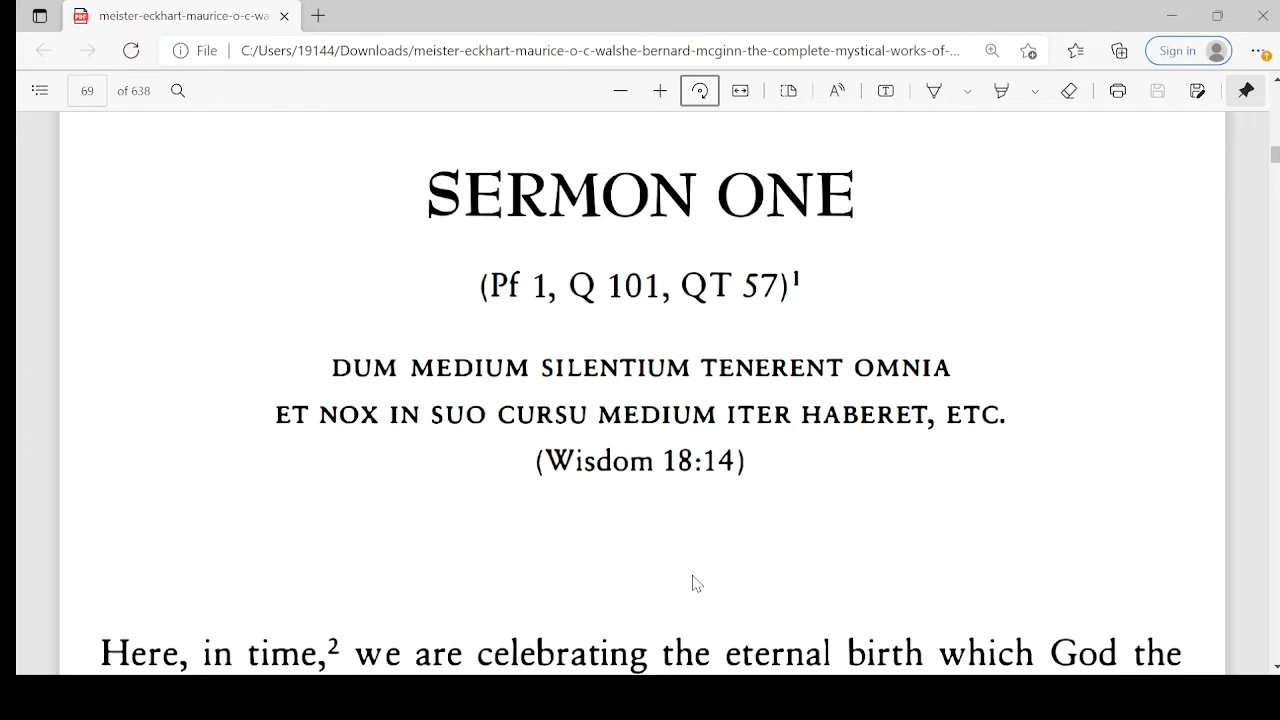 meister-eckhart-maurice-o-c-wa
File C:/Users/19144/Downloads/meister-eckhart-maurice-o-c-walshe-bernard-mcginn-the-complete-mystical-works-of-... Sign in
69 of 638
SERMON ONE
(Pf 1, Q 101, QT 57)¹
DUM MEDIUM SILENTIUM TENERENT OMNIA
ET NOX IN SUO CURSU MEDIUM ITER HABERET, ETC.
(Wisdom 18:14)
Here, in time,² we are celebrating the eternal birth which God the